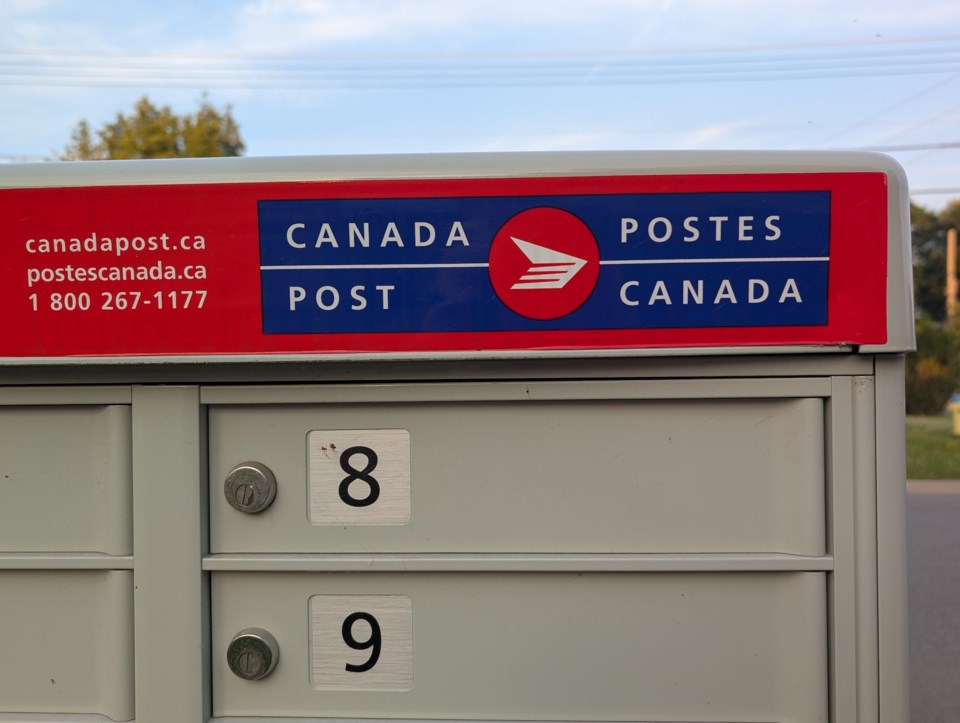 canadapost.ca
postescanada.ca
1 800 267-1177
CANADA
POST
POSTES
CANADA
8
9